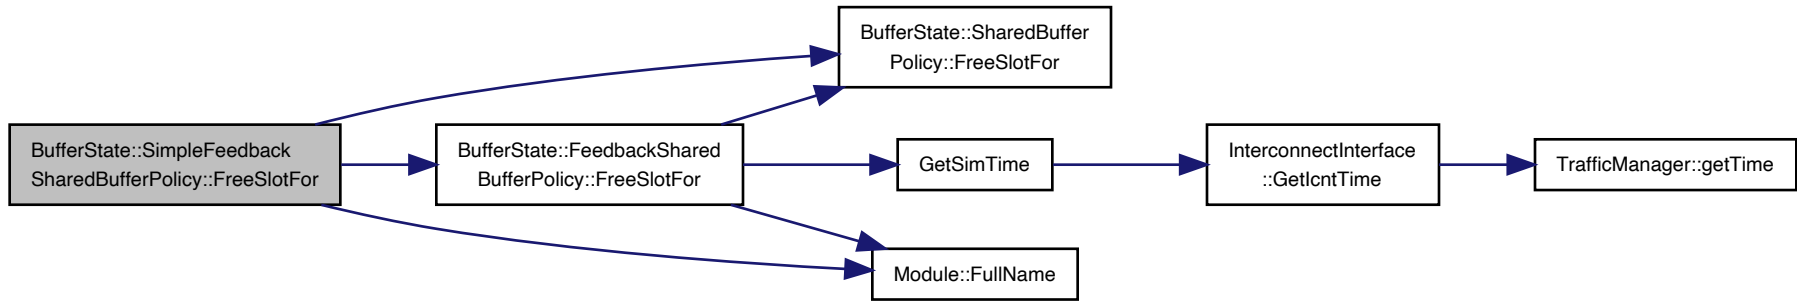 BufferState::SimpleFeedback
SharedBufferPolicy::FreeSlotFor
BufferState::FeedbackShared
BufferPolicy::FreeSlotFor
BufferState::SharedBuffer
Policy::FreeSlotFor
GetSimTime
Module::FullName
InterconnectInterface
::GetIcntTime
TrafficManager::getTime